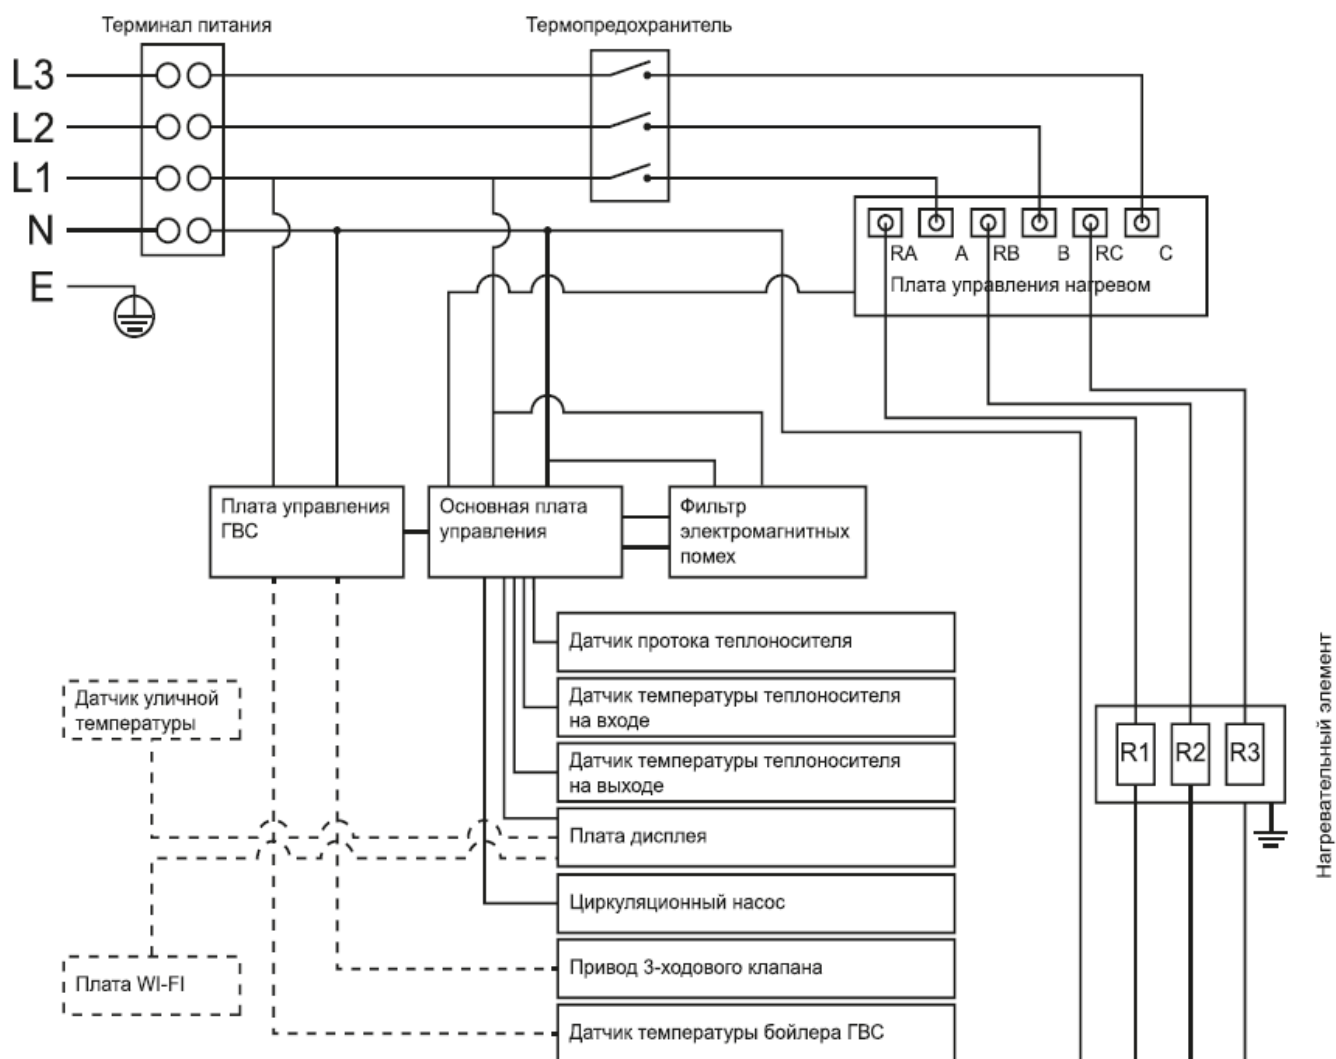 Терминал питания
Термопредохранитель
L3
L2
L1
N
E
RA
A
RB
B
RC
C
Плата управления нагревом
Плата управления
ГВС
Основная плата
управления
Фильтр
электромагнитных
помех
Датчик протока теплоносителя
Датчик уличной
температуры
Датчик температуры теплоносителя
на входе
Датчик температуры теплоносителя
на выходе
R1
R2
R3
Нагревательный элемент
Плата дисплея
Циркуляционный насос
Привод 3-ходового клапана
Плата WI-FI
Датчик температуры бойлера ГВС